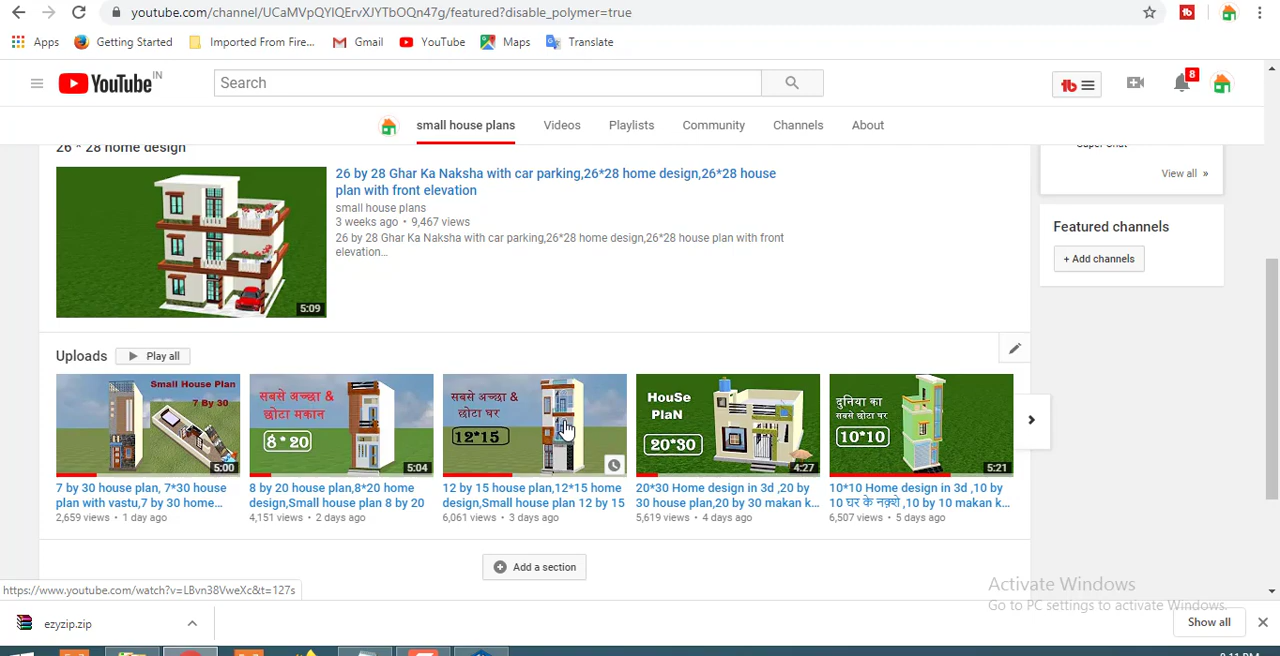 youtube.com/channel/UCaMVpQYlQErvXJYTbOQn47g/featured?disable_polymer=true
Apps Getting Started Imported From Fire... Gmail YouTube Maps Translate
YouTube IN Search 8
small house plans Videos Playlists Community Channels About
26 * 28 home design
Super Chat
View all »
26 by 28 Ghar Ka Naksha with car parking,26*28 home design,26*28 house
plan with front elevation
small house plans
3 weeks ago • 9,467 views
26 by 28 Ghar Ka Naksha with car parking,26*28 home design,26*28 house plan with front
elevation...
5:09
Featured channels
+ Add channels
Uploads Play all
Small House Plan
7 By 30
5:00
सबसे अच्छा &
छोटा मकान
8 * 20
5:04
सबसे अच्छा &
छोटा घर
12*15
HouSe
PlaN
20*30
4:27
दुनिया का
सबसे छोटा घर
10*10
5:21
7 by 30 house plan, 7*30 house
plan with vastu,7 by 30 home...
2,659 views • 1 day ago
8 by 20 house plan,8*20 home
design,Small house plan 8 by 20
4,151 views • 2 days ago
12 by 15 house plan,12*15 home
design,Small house plan 12 by 15
6,061 views • 3 days ago
20*30 Home design in 3d ,20 by
30 house plan,20 by 30 makan k...
5,619 views • 4 days ago
10*10 Home design in 3d ,10 by
10 घर के नक़्शे ,10 by 10 makan k...
6,507 views • 5 days ago
+ Add a section
https://www.youtube.com/watch?v=LBvn38VweXc&t=127s
Activate Windows
Go to PC settings to activate Windows.
ezyzip.zip
Show all